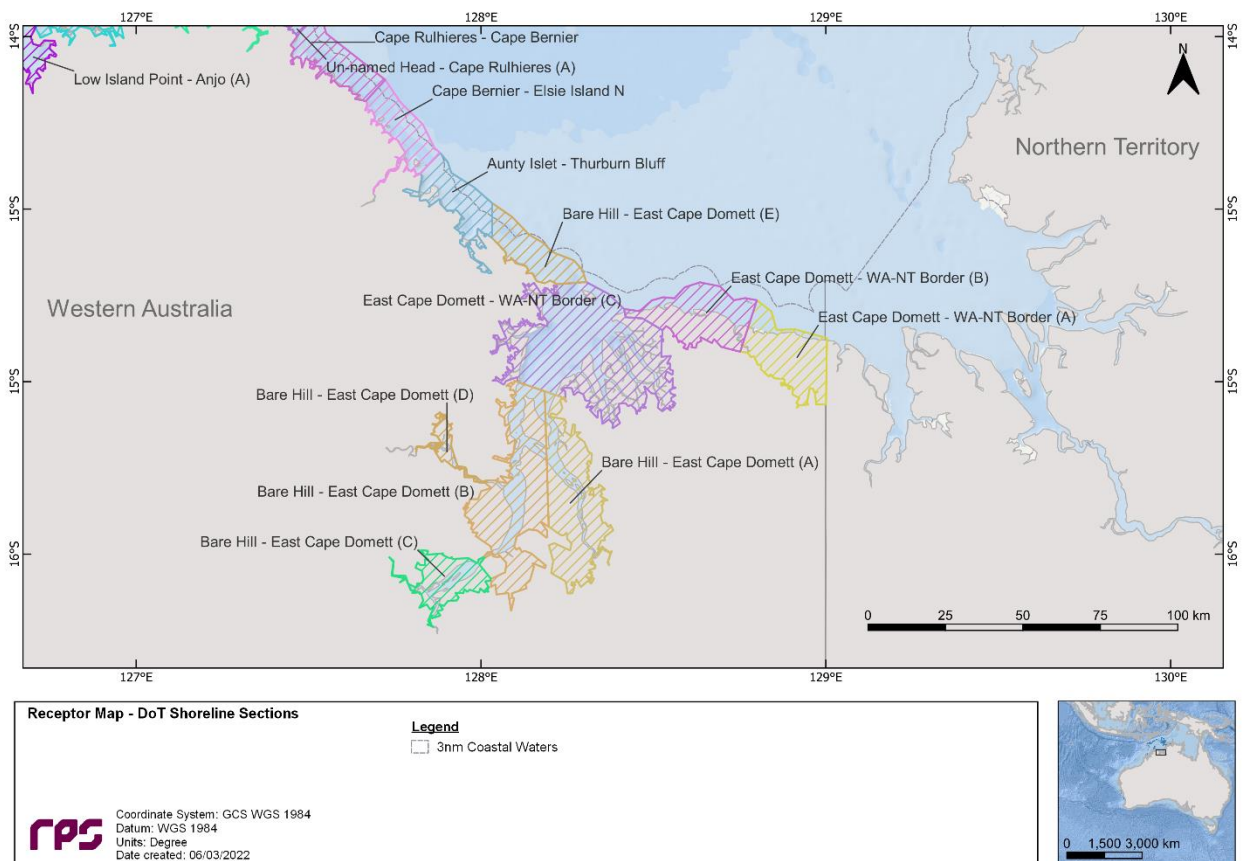 127°E 128°E 129°E 130°E
14°S 14°S
N
Cape Rulhieres - Cape Bernier
Un-named Head - Cape Rulhieres (A)
Low Island Point - Anjo (A)
Cape Bernier - Elsie Island N
Northern Territory
Aunty Islet - Thurburn Bluff
15°S 15°S
Bare Hill - East Cape Domett (E)
East Cape Domett - WA-NT Border (B)
East Cape Domett - WA-NT Border (C)
Western Australia
East Cape Domett - WA-NT Border (A)
15°S 15°S
Bare Hill - East Cape Domett (D)
Bare Hill - East Cape Domett (A)
Bare Hill - East Cape Domett (B)
Bare Hill - East Cape Domett (C)
16°S 16°S
0 25 50 75 100 km
127°E 128°E 129°E 130°E
Receptor Map - DoT Shoreline Sections
Legend
3nm Coastal Waters
rps
Coordinate System: GCS WGS 1984
Datum: WGS 1984
Units: Degree
Date created: 06/03/2022
0 1,500 3,000 km